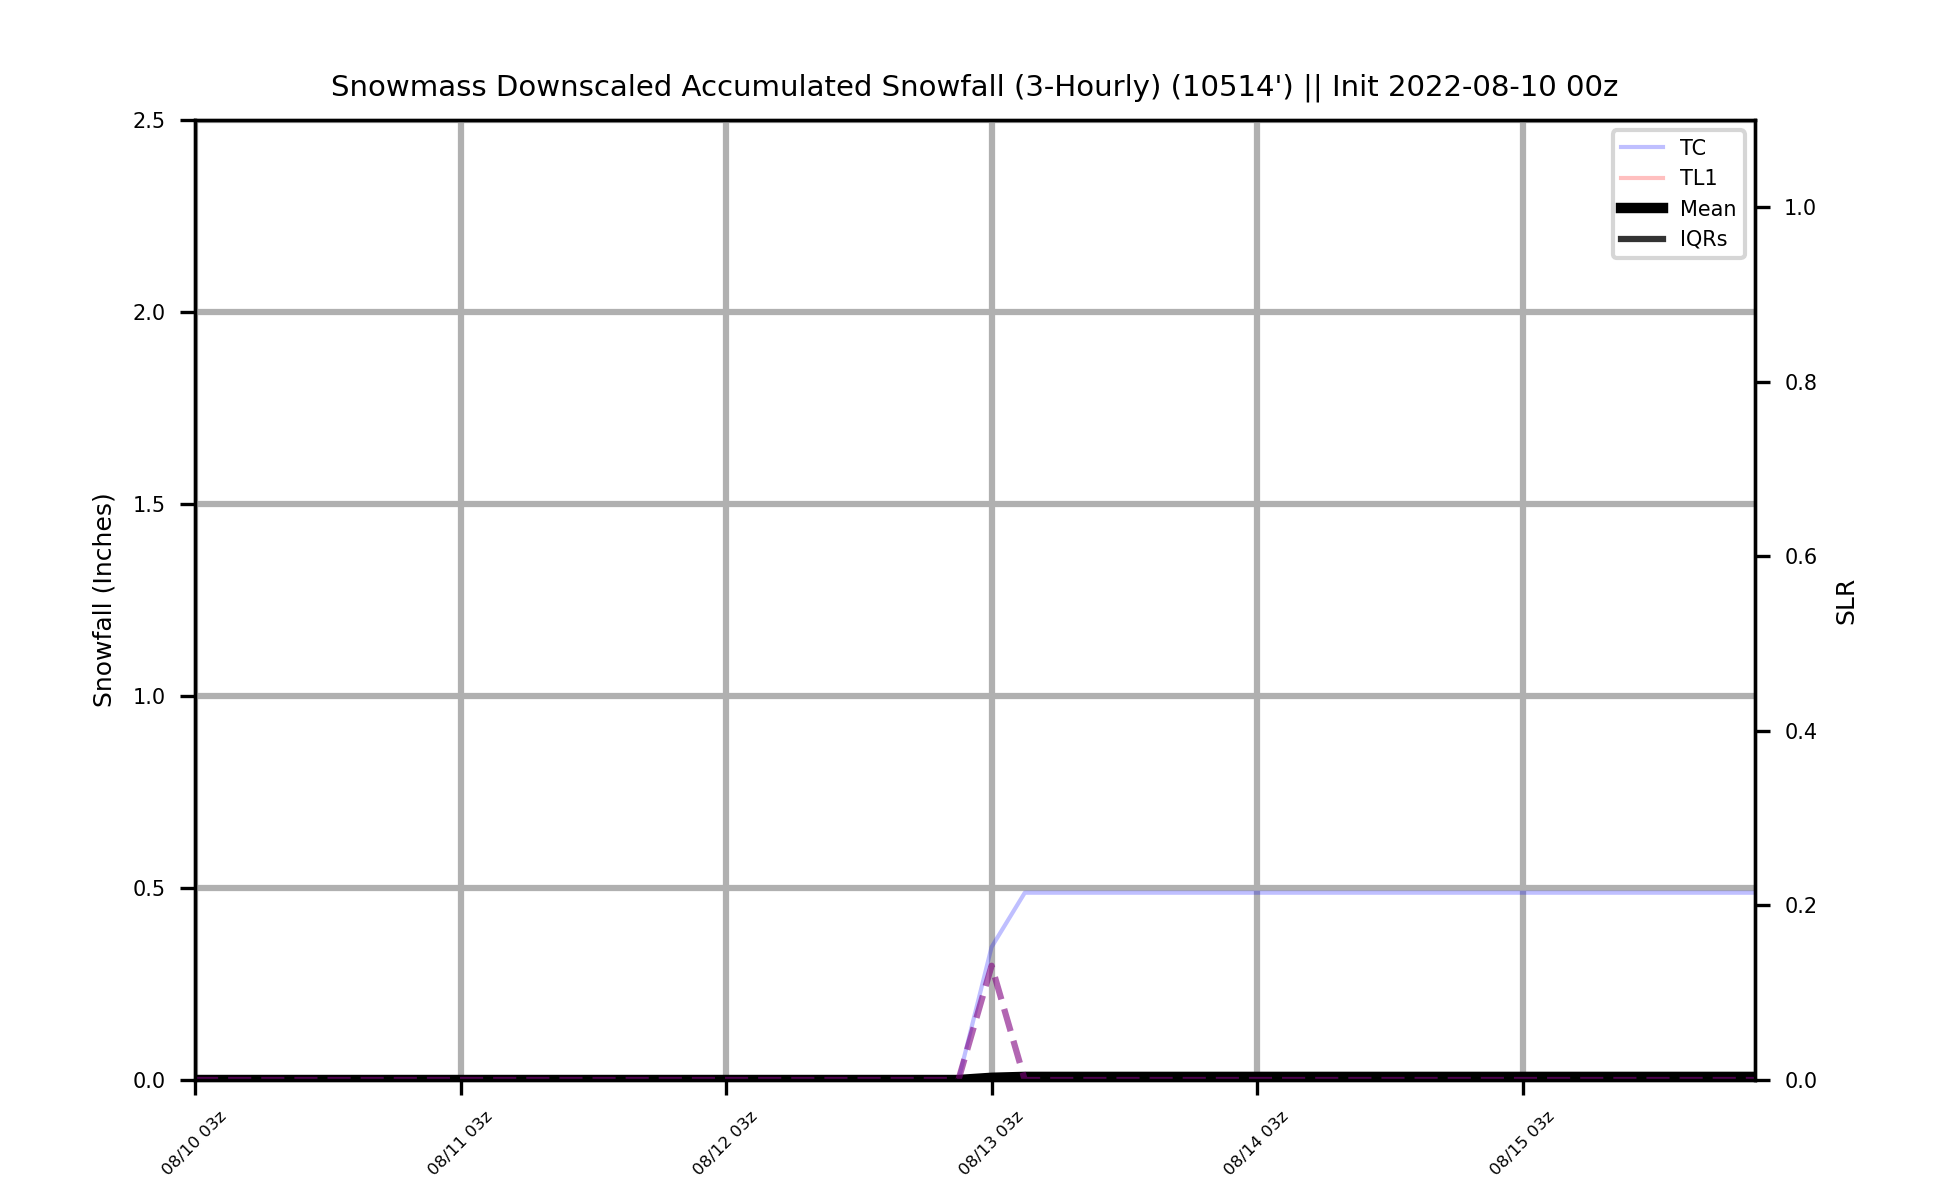 Snowmass Downscaled Accumulated Snowfall (3-Hourly) (10514') || Init 2022-08-10 00z
TC
TL1
Mean
IQRs
Snowfall (Inches)
2.5
2.0
1.5
1.0
0.5
0.0
1.0
0.8
0.6
0.4
0.2
0.0
SLR
08/10 03z
08/11 03z
08/12 03z
08/13 03z
08/14 03z
08/15 03z